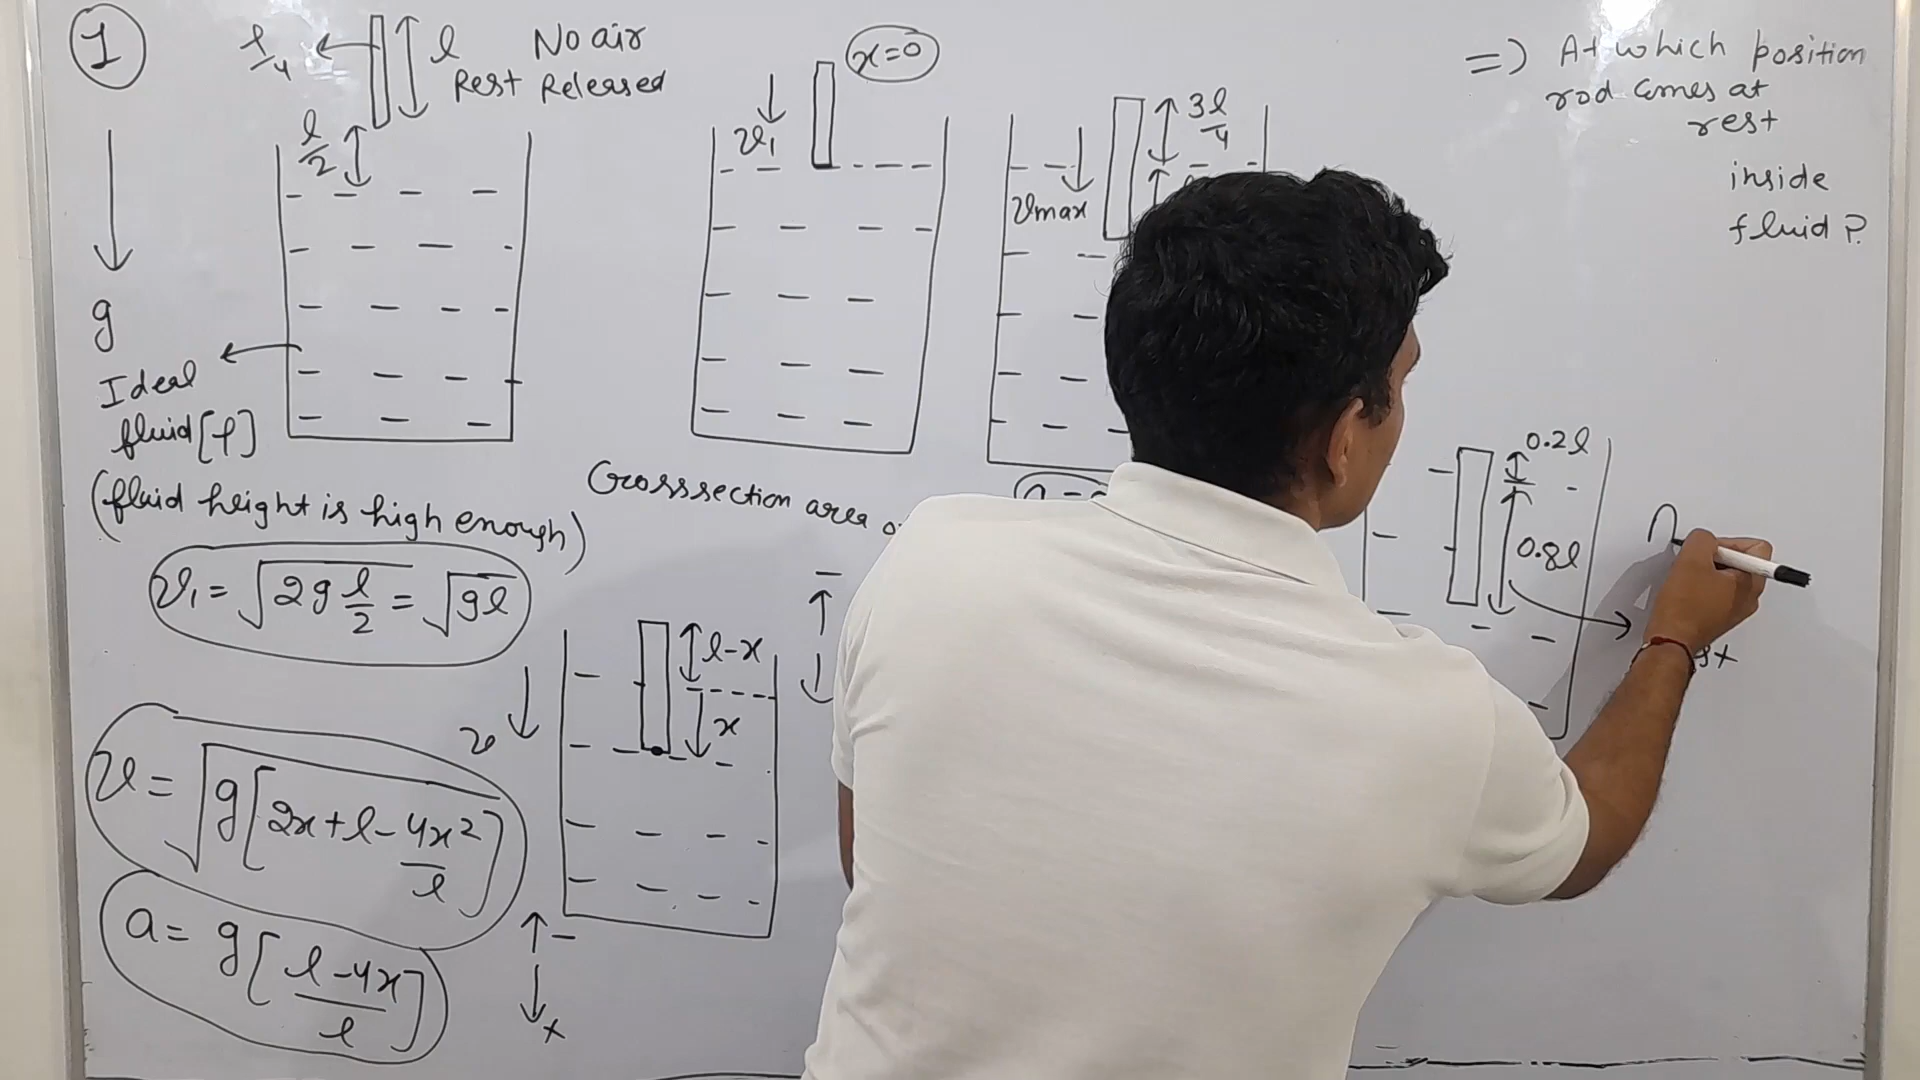 1
ρ/4
l
No air
Rest Released
l/2
g
Ideal
fluid [ρ]
(fluid height is high enough)
x=0
v₁
3l/4
vmax
=> At which position
rod comes at
rest
inside
fluid ?
Crosssection area
v₁ = √(2g l/2) = √(gl)
v = √(g[2x+l-4x²/l])
a = g[(l-4x)/l]
v
l-x
x
-
+
-
0.2l
0.8l